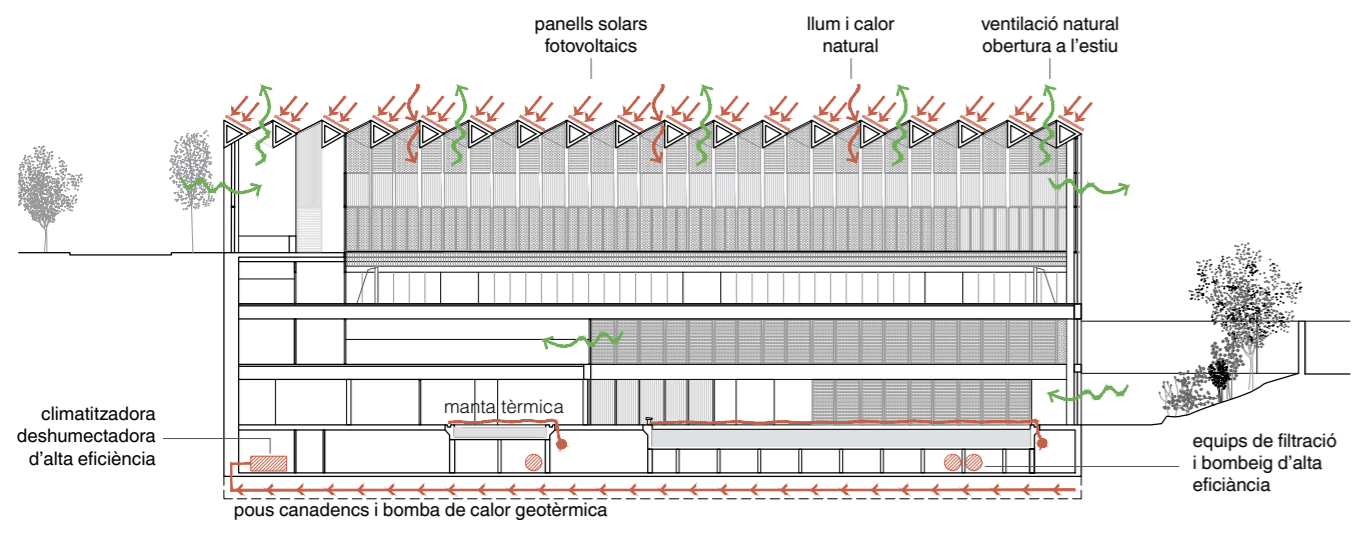 panells solars
fotovoltaics
llum i calor
natural
ventilació natural
obertura a l'estiu
manta tèrmica
climatitzadora
deshumectadora
d'alta eficiència
equips de filtració
i bombeig d'alta
eficiància
pous canadencs i bomba de calor geotèrmica